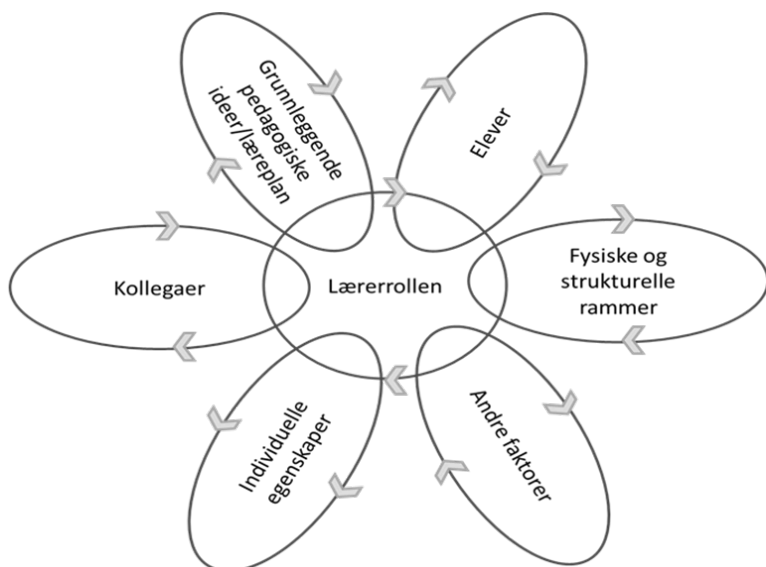 Grunnleggende
pedagogiske
ideer/læreplan
Elever
Kollegaer
Lærerrollen
Fysiske og
strukturelle
rammer
Individuelle
egenskaper
Andre faktorer